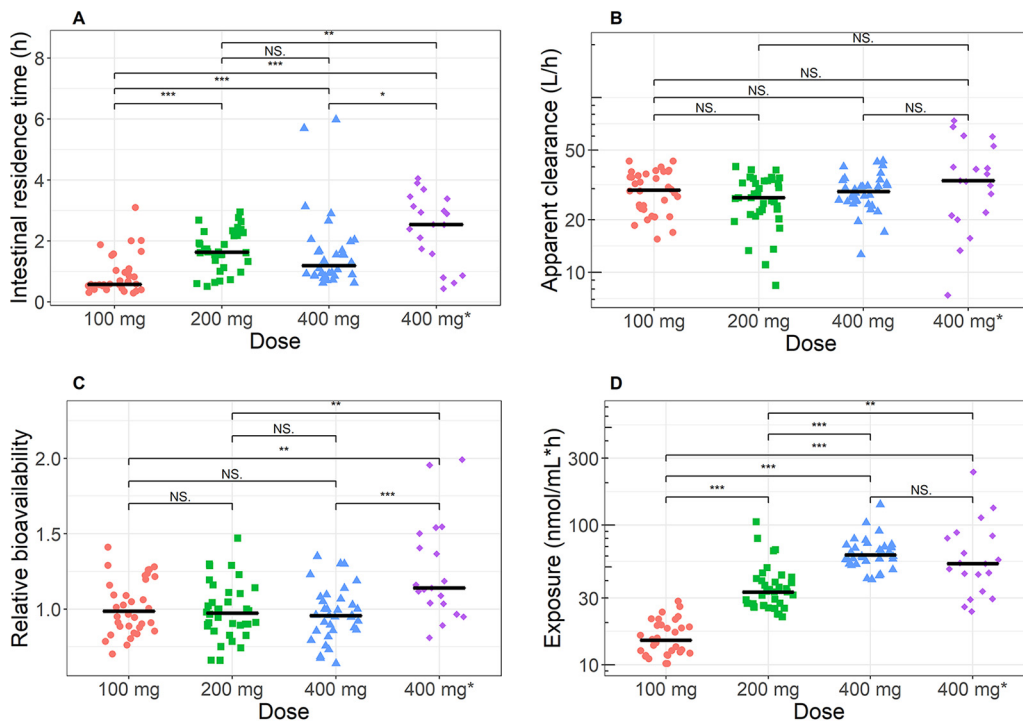 A
Intestinal residence time (h)
8
6
4
2
0
**
NS.
***
***
***
*
100 mg
200 mg
400 mg
400 mg*
Dose
B
Apparent clearance (L/h)
50
20
10
NS.
NS.
NS.
NS.
NS.
100 mg
200 mg
400 mg
400 mg*
Dose
C
Relative bioavailability
2.0
1.5
1.0
**
NS.
**
NS.
NS.
***
100 mg
200 mg
400 mg
400 mg*
Dose
D
Exposure (nmol/mL*h)
300
100
30
10
**
***
***
***
***
NS.
100 mg
200 mg
400 mg
400 mg*
Dose